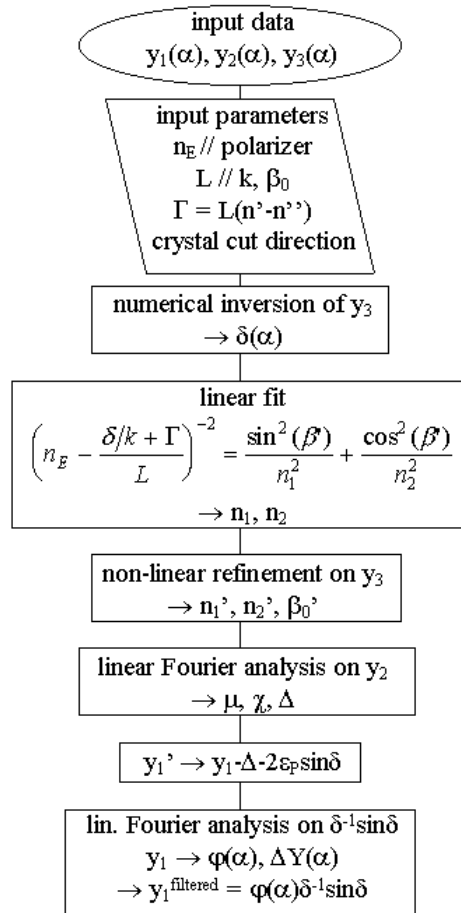 input data
y₁(α), y₂(α), y₃(α)
input parameters
n_E // polarizer
L // k, β₀
Γ = L(n'-n'')
crystal cut direction
numerical inversion of y₃
→ δ(α)
linear fit
(n_E - (δ/k + Γ)/L)⁻² = sin²(β')/n₁² + cos²(β')/n₂²
→ n₁, n₂
non-linear refinement on y₃
→ n₁', n₂', β₀'
linear Fourier analysis on y₂
→ μ, χ, Δ
y₁' → y₁-Δ-2ε_P sinδ
lin. Fourier analysis on δ⁻¹sinδ
y₁ → φ(α), ΔY(α)
→ y₁^filtered = φ(α)δ⁻¹sinδ